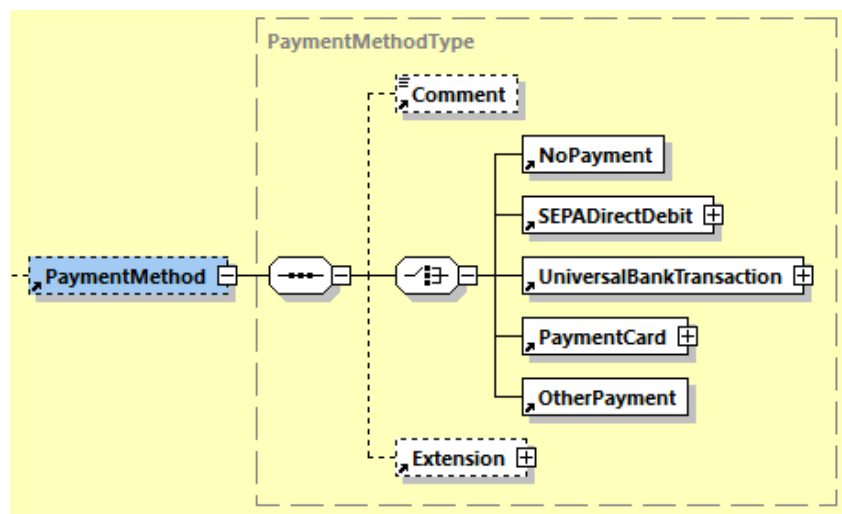 PaymentMethodType
Comment
NoPayment
SEPADirectDebit
PaymentMethod
UniversalBankTransaction
PaymentCard
OtherPayment
Extension